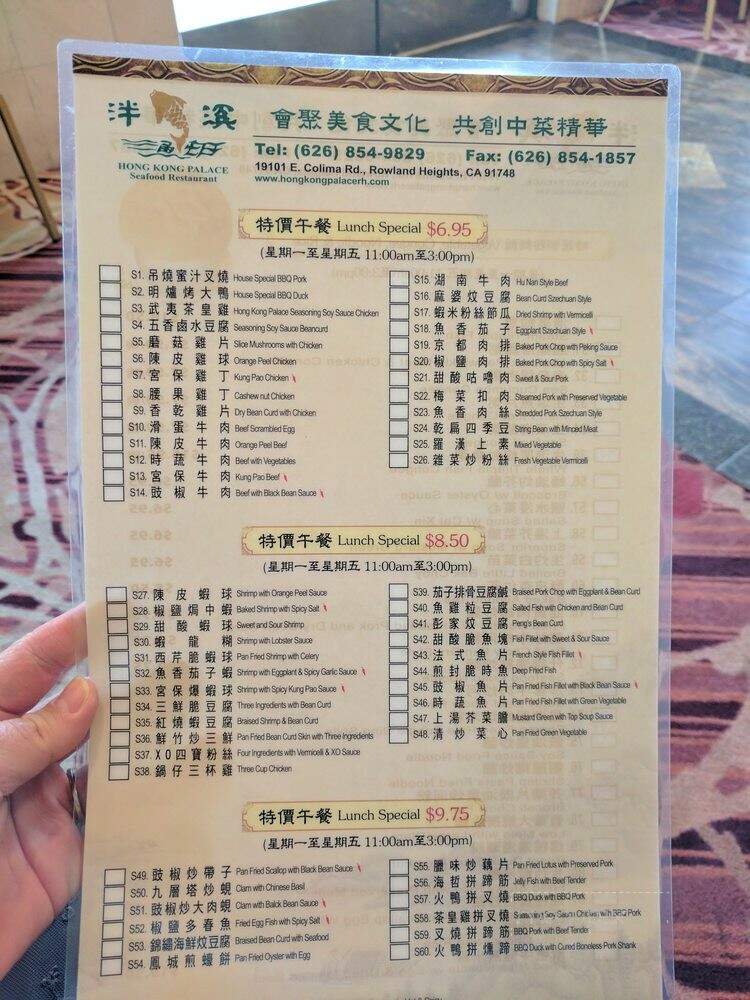 泮溪
會聚美食文化 共創中菜精華
Tel: (626) 854-9829 Fax: (626) 854-1857
HONG KONG PALACE
Seafood Restaurant
19101 E. Colima Rd., Rowland Heights, CA 91748
www.hongkongpalacerh.com
特價午餐 Lunch Special $6.95
(星期一至星期五 11:00am至3:00pm)
S1. 吊燒蜜汁叉燒 House Special BBQ Pork
S2. 明爐烤大鴨 House Special BBQ Duck
S3. 武夷茶皇雞 Hong Kong Palace Seasoning Soy Sauce Chicken
S4. 五香鹵水豆腐 Seasoning Soy Sauce Beancurd
S5. 磨菇雞片 Slice Mushrooms with Chicken
S6. 陳皮雞球 Orange Peel Chicken
S7. 宮保雞丁 Kung Pao Chicken
S8. 腰果雞丁 Cashew nut Chicken
S9. 香乾雞片 Dry Bean Curd with Chicken
S10. 滑蛋牛肉 Beef Scrambled Egg
S11. 陳皮牛肉 Orange Peel Beef
S12. 時蔬牛肉 Beef with Vegetables
S13. 宮保牛肉 Kung Pao Beef
S14. 豉椒牛肉 Beef with Black Bean Sauce
S15. 湖南牛肉 Hu Nan Style Beef
S16. 麻婆炆豆腐 Bean Curd Szechuan Style
S17. 蝦米粉絲節瓜 Dried Shrimp with Vermicelli
S18. 魚香茄子 Eggplant Szechuan Style
S19. 京都肉排 Baked Pork Chop with Peking Sauce
S20. 椒鹽肉排 Baked Pork Chop with Spicy Salt
S21. 甜酸咕嚕肉 Sweet & Sour Pork
S22. 梅菜扣肉 Steamed Pork with Preserved Vegetable
S23. 魚香肉絲 Shredded Pork Szechuan Style
S24. 乾扁四季豆 String Bean with Minced Meat
S25. 羅漢上素 Mixed Vegetable
S26. 雜菜炒粉絲 Fresh Vegetable Vermicelli
特價午餐 Lunch Special $8.50
(星期一至星期五 11:00am至3:00pm)
S27. 陳皮蝦球 Shrimp with Orange Peel Sauce
S28. 椒鹽焗中蝦 Baked Shrimp with Spicy Salt
S29. 甜酸蝦球 Sweet and Sour Shrimp
S30. 蝦龍糊 Shrimp with Lobster Sauce
S31. 西芹脆蝦球 Pan Fried Shrimp with Celery
S32. 魚香茄子蝦 Shrimp with Eggplant & Spicy Garlic Sauce
S33. 宮保爆蝦球 Shrimp with Spicy Kung Pao Sauce
S34. 三鮮脆豆腐 Three Ingredients with Bean Curd
S35. 紅燒蝦豆腐 Braised Shrimp & Bean Curd
S36. 鮮竹炒三鮮 Pan Fried Bean Curd Skin with Three Ingredients
S37. XO四寶粉絲 Four Ingredients with Vermicelli & XO Sauce
S38. 鍋仔三杯雞 Three Cup Chicken
S39. 茄子排骨豆腐鹹 Braised Pork Chop with Eggplant & Bean Curd
S40. 魚雞粒豆腐 Salted Fish with Chicken and Bean Curd
S41. 彭家炆豆腐 Peng's Bean Curd
S42. 甜酸脆魚塊 Fish Fillet with Sweet & Sour Sauce
S43. 法式魚片 French Style Fish Fillet
S44. 煎封脆時魚 Deep Fried Fish
S45. 豉椒魚片 Pan Fried Fish Fillet with Black Bean Sauce
S46. 時蔬魚片 Pan Fried Fish Fillet with Green Vegetable
S47. 上湯芥菜膽 Mustard Green with Top Soup Sauce
S48. 清炒菜心 Pan Fried Green Vegetable
特價午餐 Lunch Special $9.75
(星期一至星期五 11:00am至3:00pm)
S49. 豉椒炒帶子 Pan Fried Scallop with Black Bean Sauce
S50. 九層塔炒蜆 Clam with Chinese Basil
S51. 豉椒炒大肉蜆 Clam with Balck Bean Sauce
S52. 椒鹽多春魚 Fried Egg Fish with Spicy Salt
S53. 錦繡海鮮炆豆腐 Braised Bean Curd with Seafood
S54. 鳳城煎蠔餅 Pan Fried Oyster with Egg
S55. 臘味炒藕片 Pan Fried Lotus with Preserved Pork
S56. 海哲拼蹄筋 Jelly Fish with Beef Tender
S57. 火鴨拼叉燒 BBQ Duck with BBQ Pork
S58. 茶皇雞拼叉燒 Seasoning Soy Sauce Chicken with BBQ Pork
S59. 叉燒拼蹄筋 BBQ Pork with Beef Tender
S60. 火鴨拼燻蹄 BBQ Duck with Cured Boneless Pork Shank